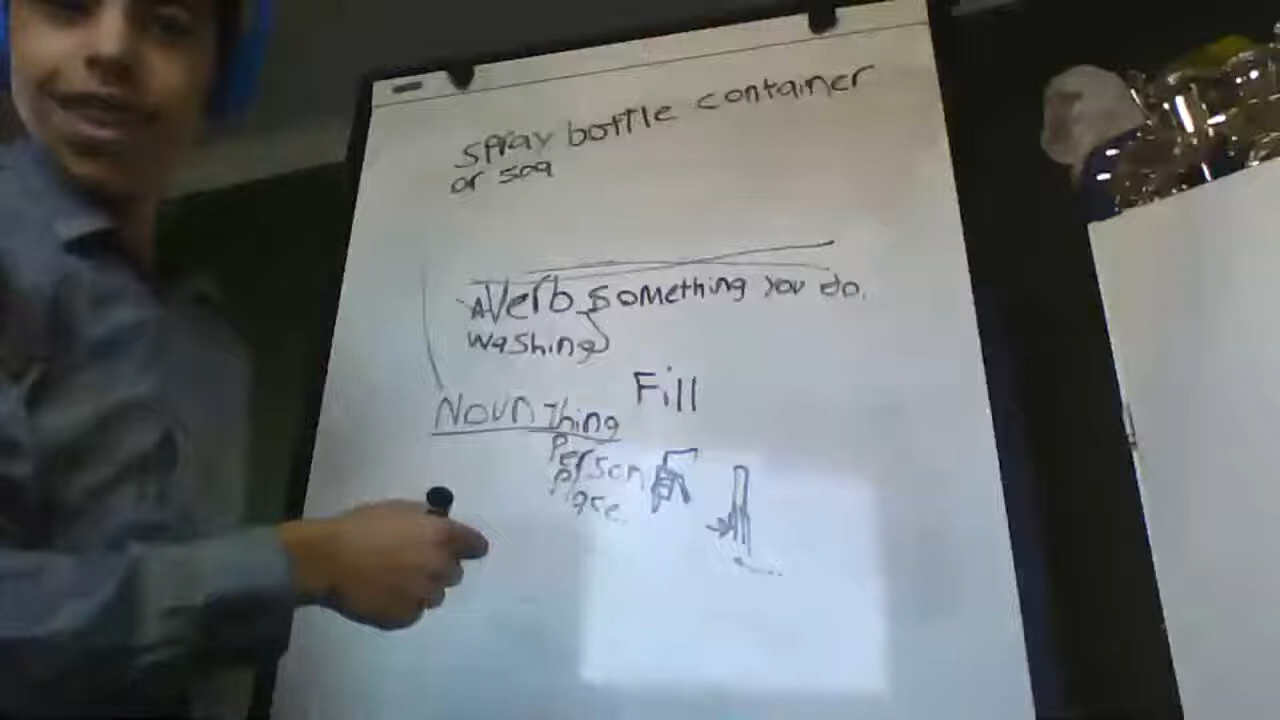 spray bottle container
or soa
A Verb something you do.
washing
Fill
Noun Thing
Person
Place